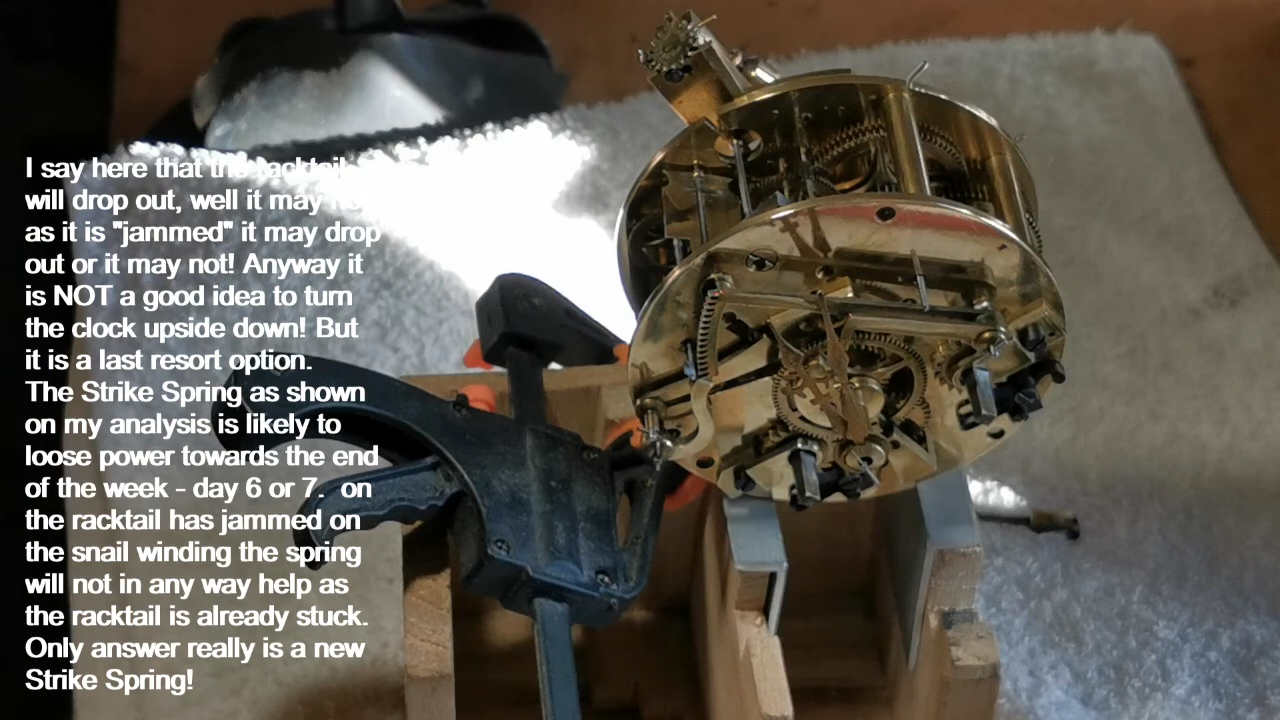 I say here that the racktail
will drop out, well it may
as it is "jammed" it may drop
out or it may not! Anyway it
is NOT a good idea to turn
the clock upside down! But
it is a last resort option.
The Strike Spring as shown
on my analysis is likely to
loose power towards the end
of the week - day 6 or 7. on
the racktail has jammed on
the snail winding the spring
will not in any way help as
the racktail is already stuck.
Only answer really is a new
Strike Spring!